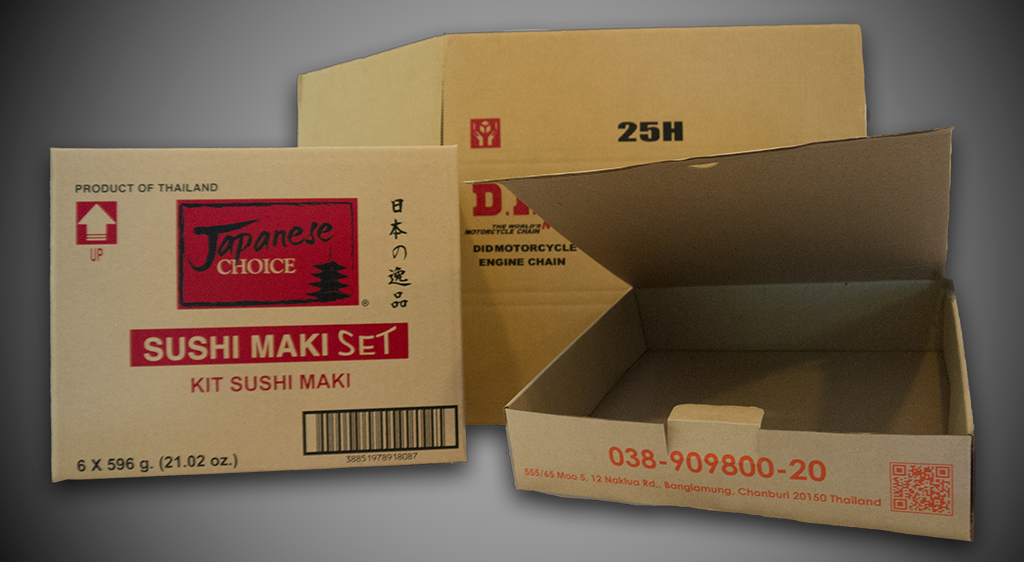 PRODUCT OF THAILAND
UP
Japanese
CHOICE
®
日本の逸品
SUSHI MAKI SET
KIT SUSHI MAKI
38851978918087
6 X 596 g. (21.02 oz.)
25H
D.I.
THE WORLD'S
MOTORCYCLE CHAIN
DID MOTORCYCLE
ENGINE CHAIN
038-909800-20
555/65 Moo 5, 12 Naklua Rd., Banglamung, Chonburi 20150 Thailand